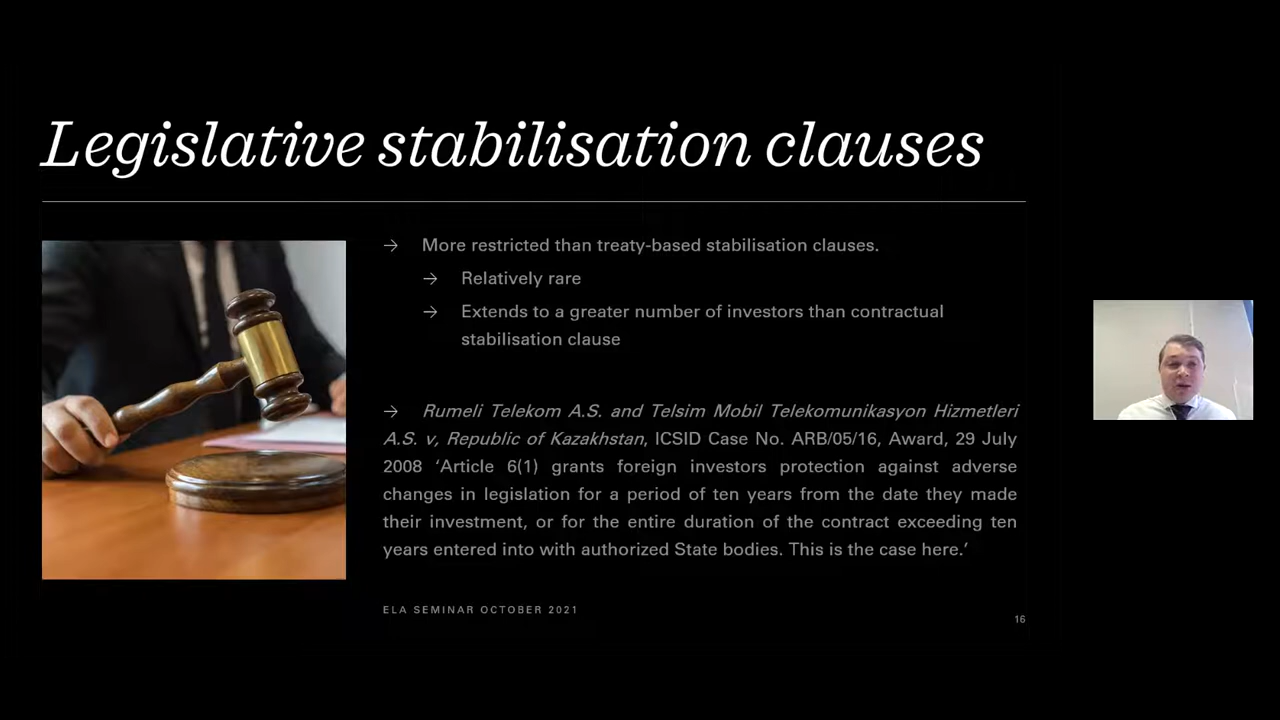 Legislative stabilisation clauses
→ More restricted than treaty-based stabilisation clauses.
→ Relatively rare
→ Extends to a greater number of investors than contractual
stabilisation clause
→ Rumeli Telekom A.S. and Telsim Mobil Telekomunikasyon Hizmetleri
A.S. v, Republic of Kazakhstan, ICSID Case No. ARB/05/16, Award, 29 July
2008 ‘Article 6(1) grants foreign investors protection against adverse
changes in legislation for a period of ten years from the date they made
their investment, or for the entire duration of the contract exceeding ten
years entered into with authorized State bodies. This is the case here.’
ELA SEMINAR OCTOBER 2021
16